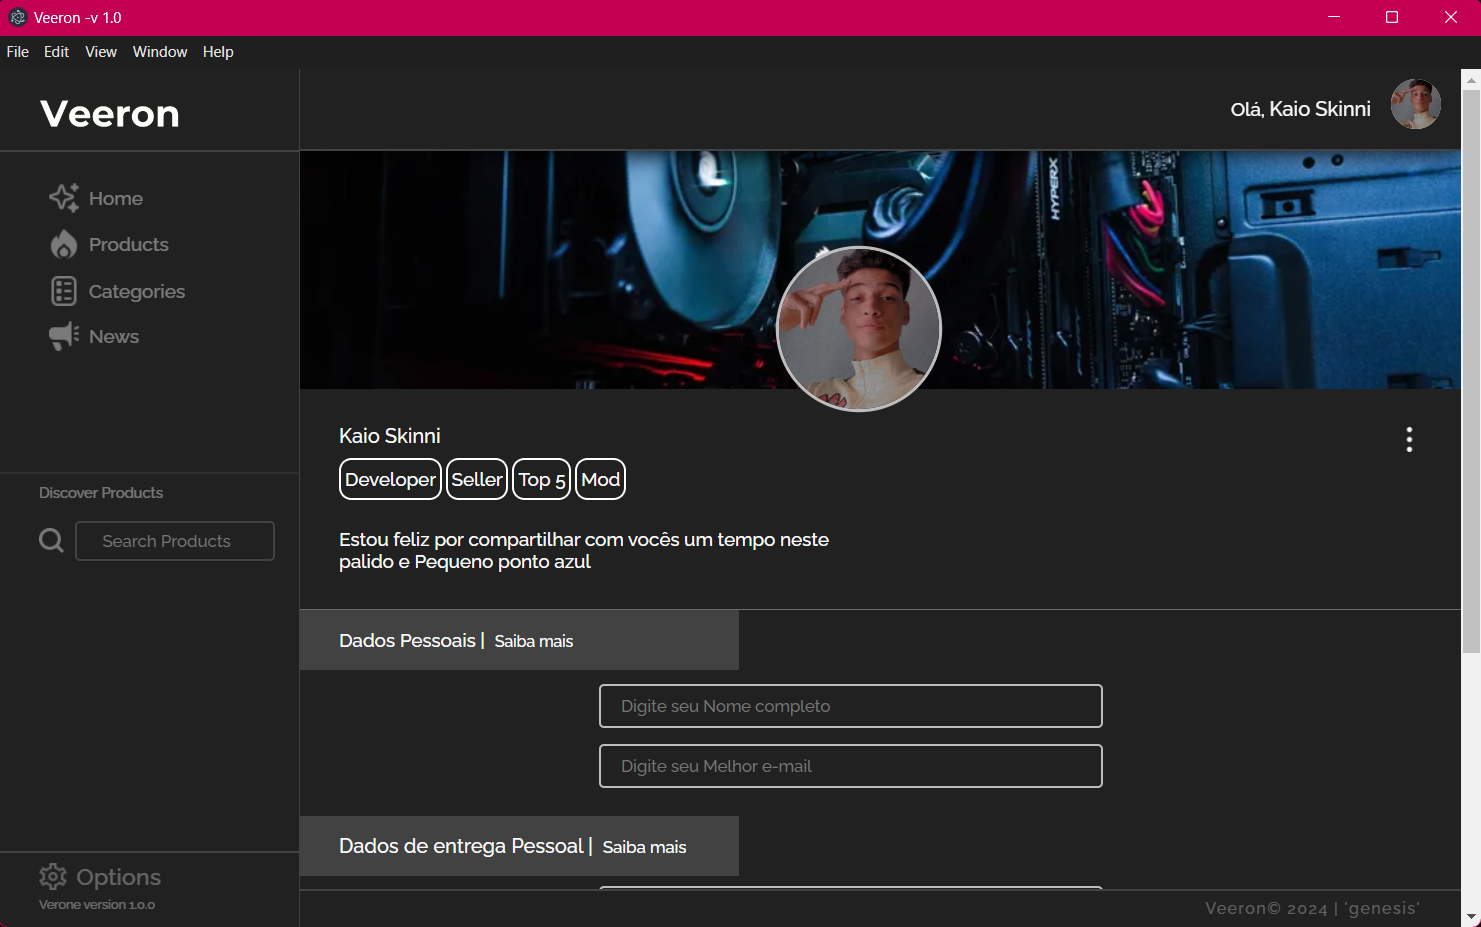 Veeron -v 1.0
File Edit View Window Help
Veeron
Olá, Kaio Skinni
Home
Products
Categories
News
Discover Products
Search Products
Options
Verone version 1.0.0
HYPERX
Kaio Skinni
Developer Seller Top 5 Mod
Estou feliz por compartilhar com vocês um tempo neste
palido e Pequeno ponto azul
Dados Pessoais | Saiba mais
Digite seu Nome completo
Digite seu Melhor e-mail
Dados de entrega Pessoal | Saiba mais
Veeron© 2024 | 'genesis'